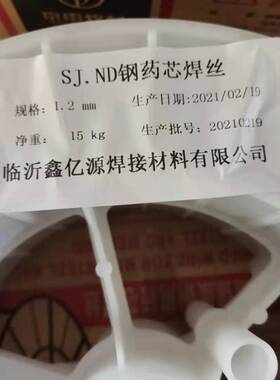 SJ.ND钢药芯焊丝
规格: 1.2 mm 生产日期:2021/02/19
净重: 15 kg 生产批号: 20210219
临沂鑫亿源焊接材料有限公司